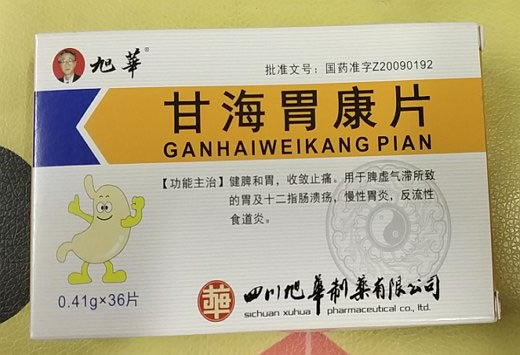 旭華®
批准文号：国药准字Z20090192
甘海胃康片
GANHAIWEIKANG PIAN
【功能主治】健脾和胃，收敛止痛。用于脾虚气滞所致
的胃及十二指肠溃疡，慢性胃炎，反流性
食道炎。
0.41g×36片
華
四川旭華制药有限公司
sichuan xuhua pharmaceutical co., ltd.